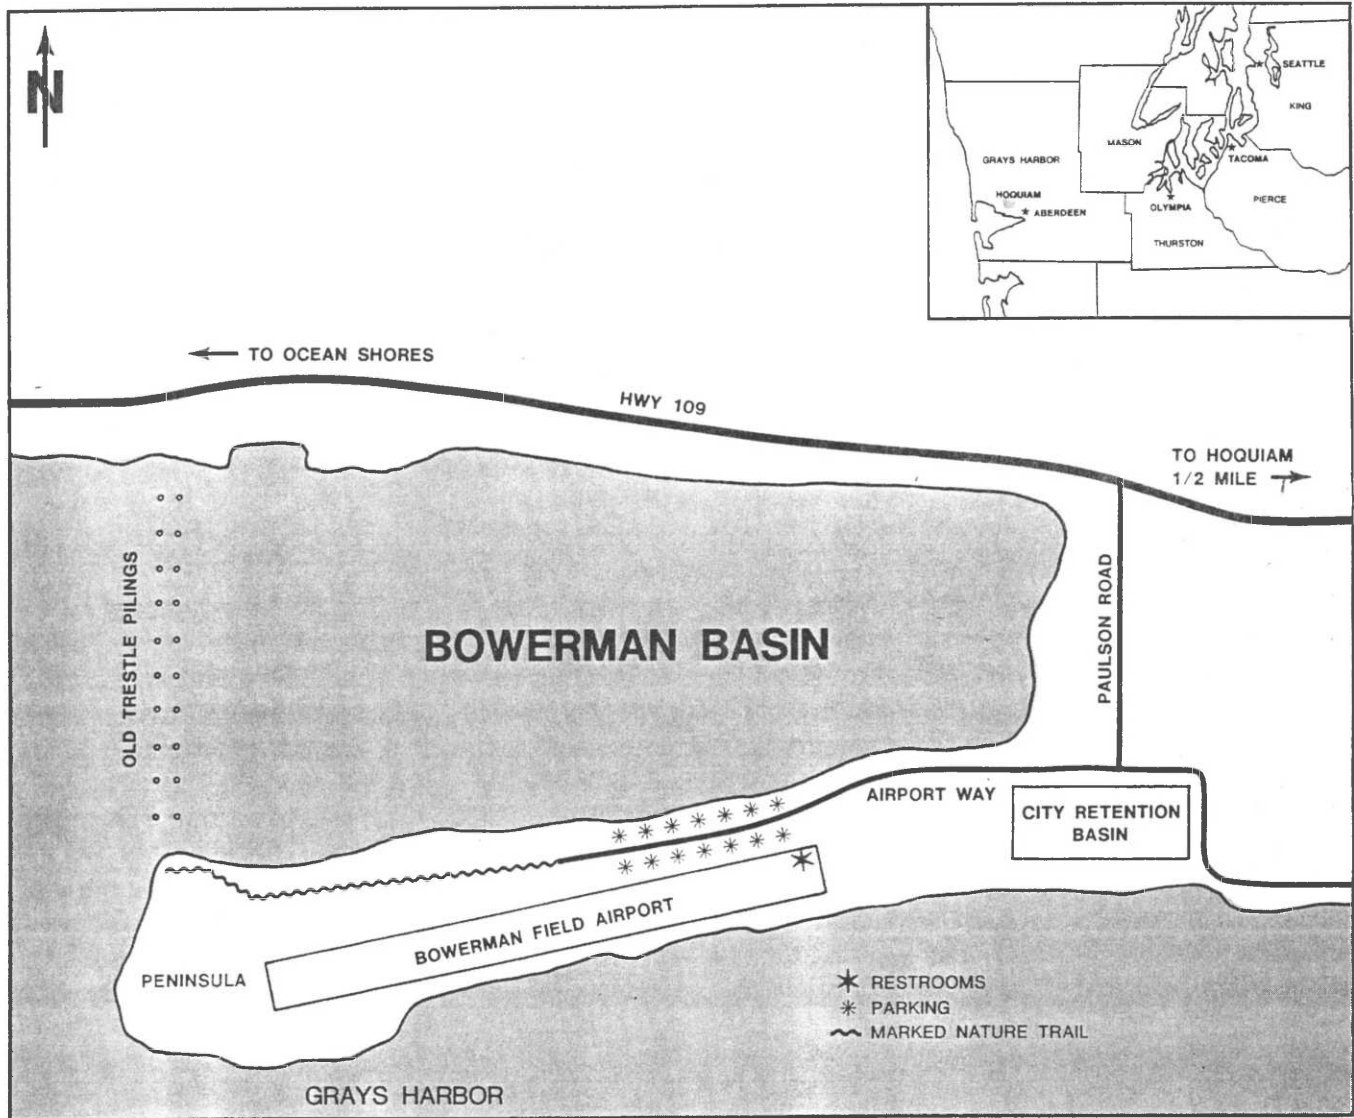 N
SEATTLE
KING
MASON
TACOMA
GRAYS HARBOR
HOQUIAM
ABERDEEN
OLYMPIA
PIERCE
THURSTON
TO OCEAN SHORES
HWY 109
TO HOQUIAM
1/2 MILE
OLD TRESTLE PILINGS
BOWERMAN BASIN
PAULSON ROAD
AIRPORT WAY
CITY RETENTION
BASIN
BOWERMAN FIELD AIRPORT
PENINSULA
RESTROOMS
PARKING
MARKED NATURE TRAIL
GRAYS HARBOR